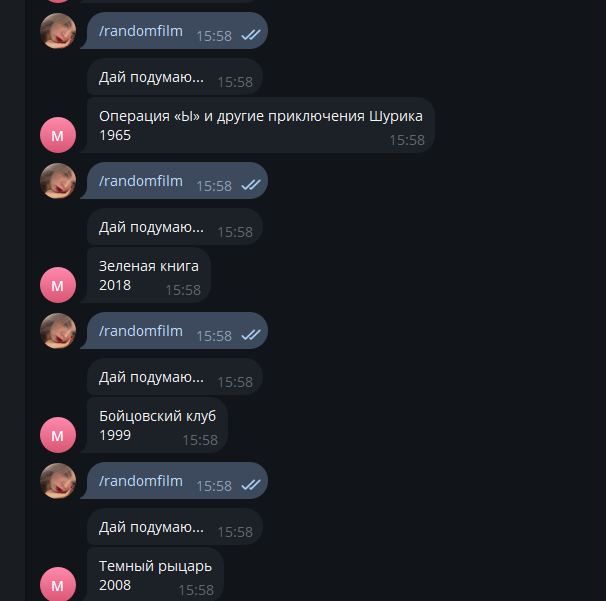 /randomfilm 15:58
Дай подумаю... 15:58
Операция «Ы» и другие приключения Шурика
1965 15:58
М
/randomfilm 15:58
Дай подумаю... 15:58
Зеленая книга
2018 15:58
М
/randomfilm 15:58
Дай подумаю... 15:58
Бойцовский клуб
1999 15:58
М
/randomfilm 15:58
Дай подумаю... 15:58
Темный рыцарь
2008 15:58
М